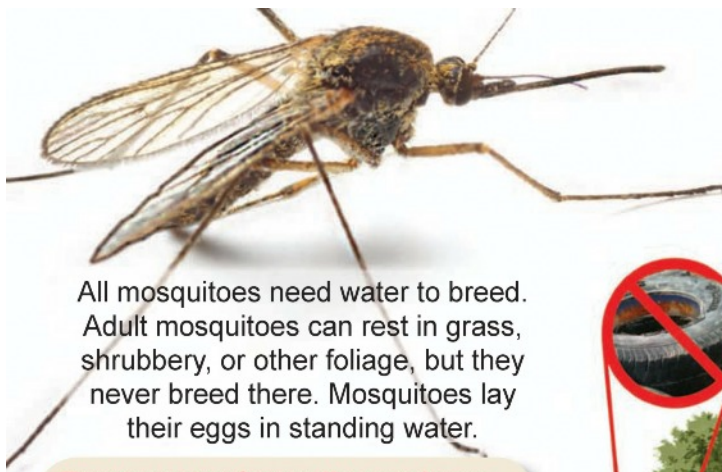 All mosquitoes need water to breed.
Adult mosquitoes can rest in grass,
shrubbery, or other foliage, but they
never breed there. Mosquitoes lay
their eggs in standing water.